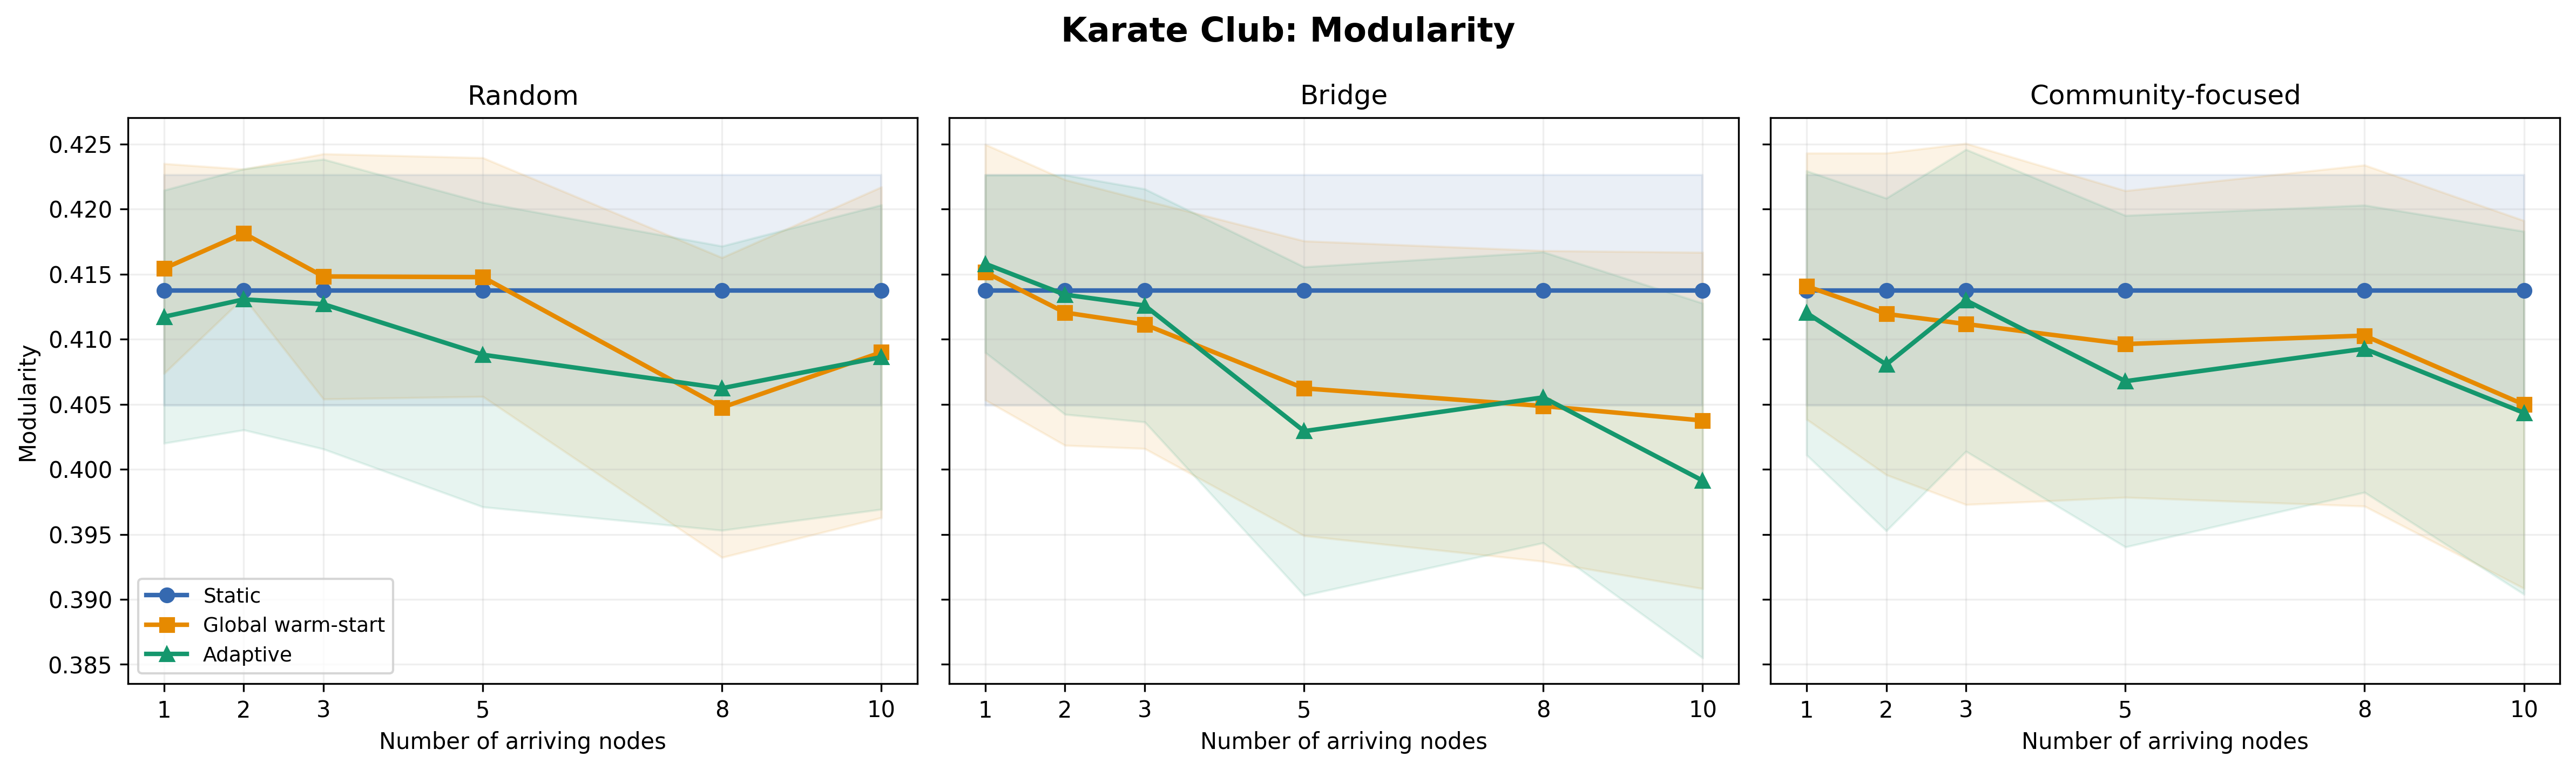 Karate Club: Modularity
Random
Bridge
Community-focused
Modularity
0.425
0.420
0.415
0.410
0.405
0.400
0.395
0.390
0.385
Static
Global warm-start
Adaptive
1 2 3 5 8 10
1 2 3 5 8 10
1 2 3 5 8 10
Number of arriving nodes
Number of arriving nodes
Number of arriving nodes